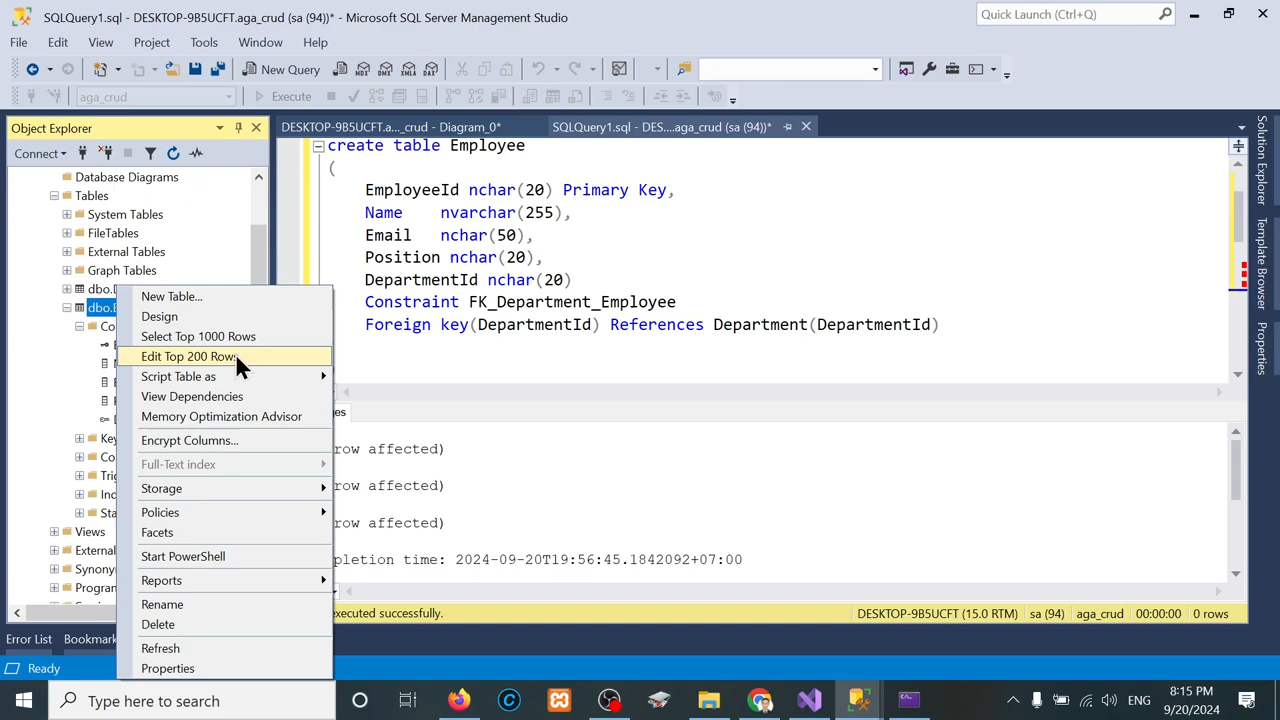 SQLQuery1.sql - DESKTOP-9B5UCFT.aga_crud (sa (94))* - Microsoft SQL Server Management Studio
Quick Launch (Ctrl+Q)
File Edit View Project Tools Window Help
New Query
MDX DMX XMLA DAX
aga_crud Execute
Object Explorer
DESKTOP-9B5UCFT.a..._crud - Diagram_0*
SQLQuery1.sql - DES....aga_crud (sa (94))*
Connect
Database Diagrams
Tables
System Tables
FileTables
External Tables
Graph Tables
Views
create table Employee
(
EmployeeId nchar(20) Primary Key,
Name nvarchar(255),
Email nchar(50),
Position nchar(20),
DepartmentId nchar(20)
Constraint FK_Department_Employee
Foreign key(DepartmentId) References Department(DepartmentId)
New Table...
Design
Select Top 1000 Rows
Edit Top 200 Rows
Script Table as
View Dependencies
Memory Optimization Advisor
Encrypt Columns...
Full-Text index
Storage
Policies
Facets
Start PowerShell
Reports
Rename
Delete
Refresh
Properties
row affected)
row affected)
row affected)
pletion time: 2024-09-20T19:56:45.1842092+07:00
executed successfully.
DESKTOP-9B5UCFT (15.0 RTM) sa (94) aga_crud 00:00:00 0 rows
Solution Explorer
Template Browser
Properties
Error List Bookmark
Ready
Type here to search
ENG
8:15 PM
9/20/2024